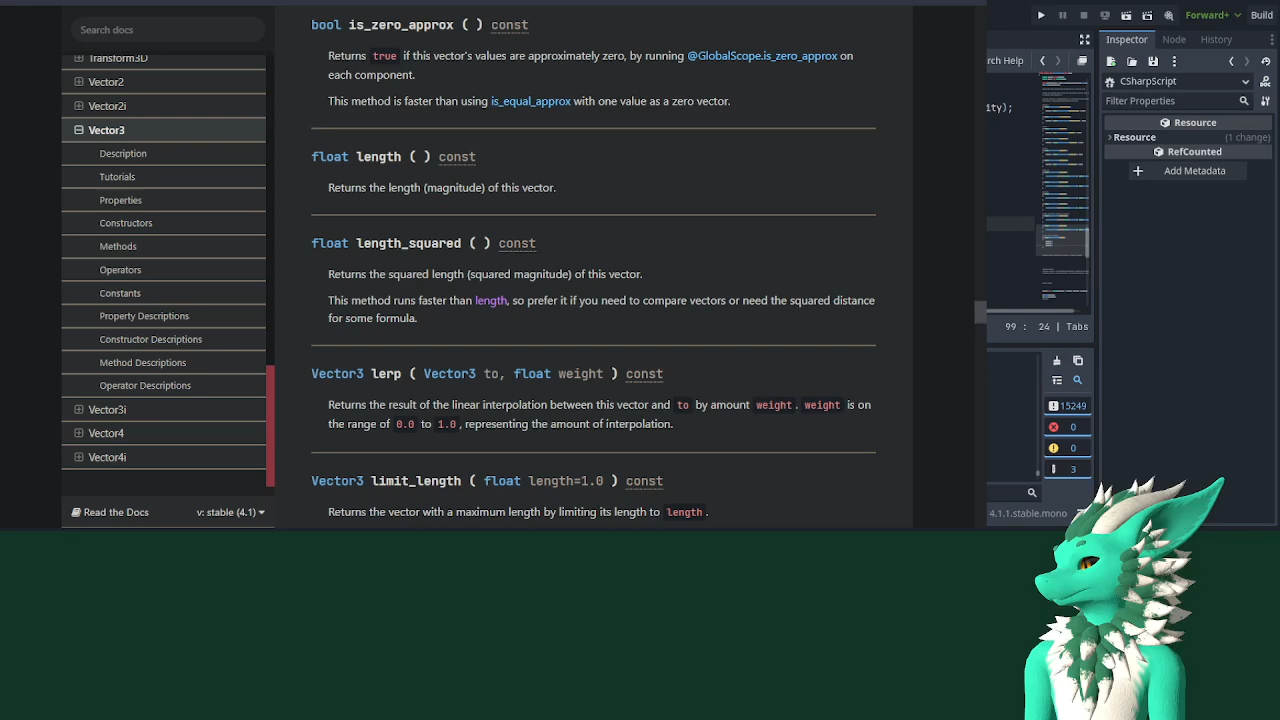 Search docs
Transform3D
Vector2
Vector2i
Vector3
Description
Tutorials
Properties
Constructors
Methods
Operators
Constants
Property Descriptions
Constructor Descriptions
Method Descriptions
Operator Descriptions
Vector3i
Vector4
Vector4i
Read the Docs
v: stable (4.1)
bool is_zero_approx ( ) const
Returns true if this vector's values are approximately zero, by running @GlobalScope.is_zero_approx on
each component.
This method is faster than using is_equal_approx with one value as a zero vector.
float length ( ) const
Returns the length (magnitude) of this vector.
float length_squared ( ) const
Returns the squared length (squared magnitude) of this vector.
This method runs faster than length, so prefer it if you need to compare vectors or need the squared distance
for some formula.
Vector3 lerp ( Vector3 to, float weight ) const
Returns the result of the linear interpolation between this vector and to by amount weight. weight is on
the range of 0.0 to 1.0, representing the amount of interpolation.
Vector3 limit_length ( float length=1.0 ) const
Returns the vector with a maximum length by limiting its length to length.
Forward+
Build
rch Help
ity);
99 : 24 | Tabs
15249
0
0
3
4.1.1.stable.mono
Inspector
Node
History
CSharpScript
Filter Properties
Resource
Resource
(1 change)
RefCounted
Add Metadata